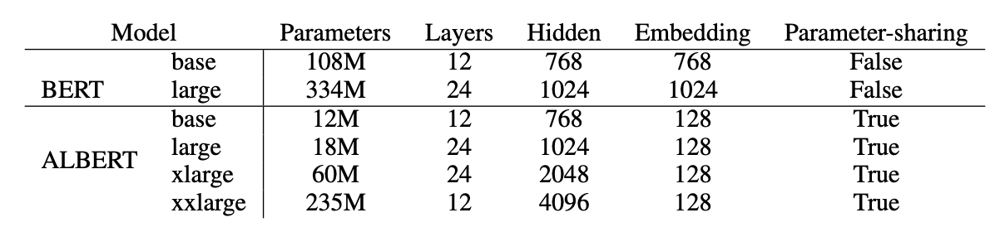 Model Parameters Layers Hidden Embedding Parameter-sharing
base 108M 12 768 768 False
BERT large 334M 24 1024 1024 False
base 12M 12 768 128 True
large 18M 24 1024 128 True
ALBERT
xlarge 60M 24 2048 128 True
xxlarge 235M 12 4096 128 True